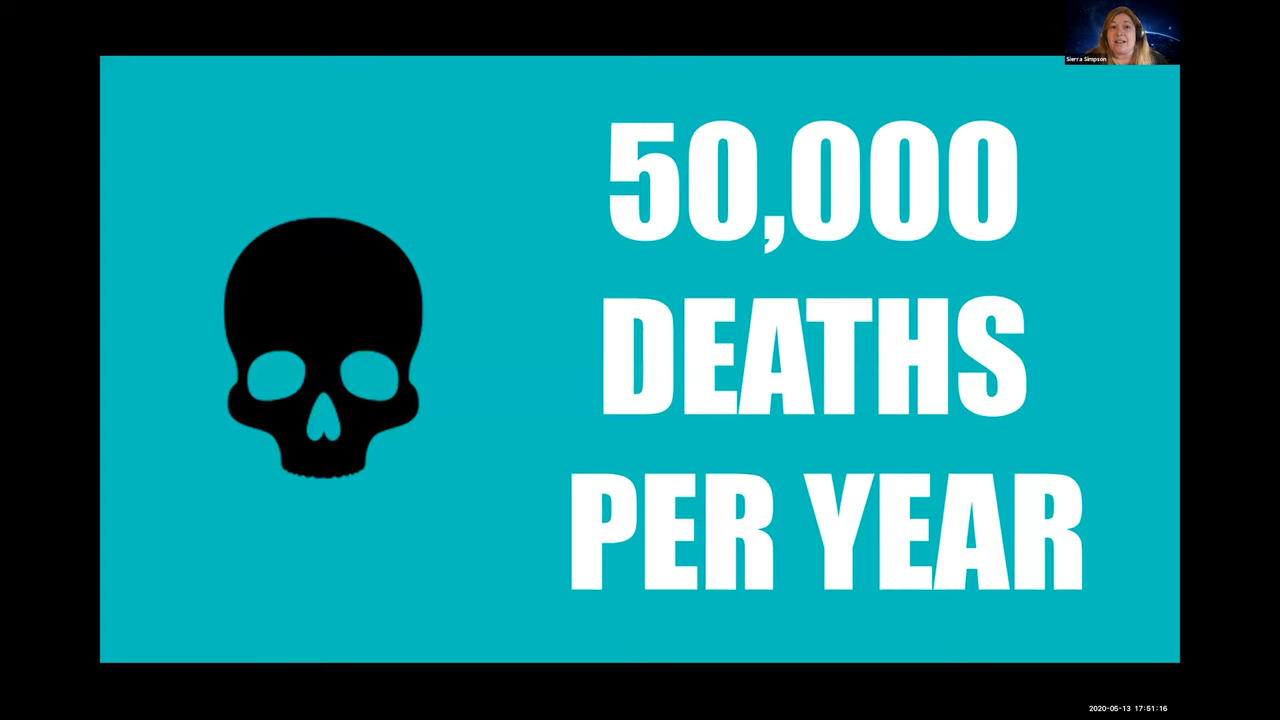 Sierra Simpson
50,000
DEATHS
PER YEAR
2020-05-13 17:51:16